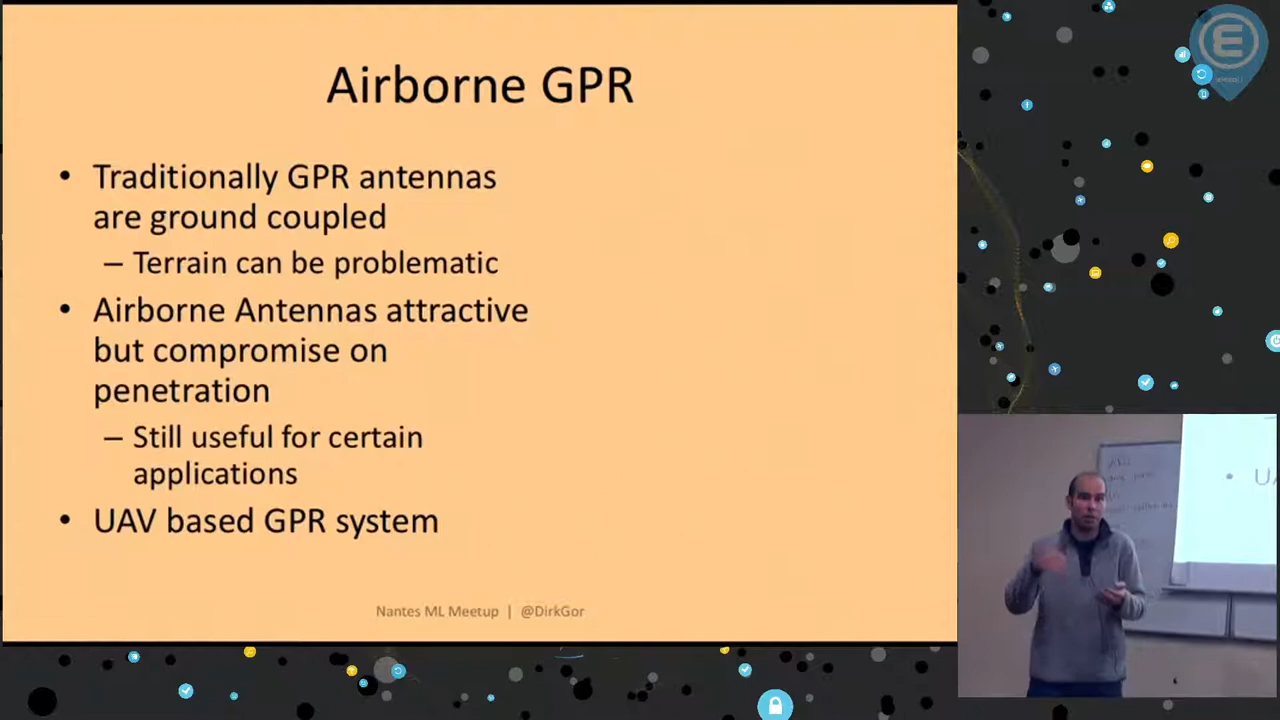 Airborne GPR
• Traditionally GPR antennas
are ground coupled
– Terrain can be problematic
• Airborne Antennas attractive
but compromise on
penetration
– Still useful for certain
applications
• UAV based GPR system
Nantes ML Meetup | @DirkGor